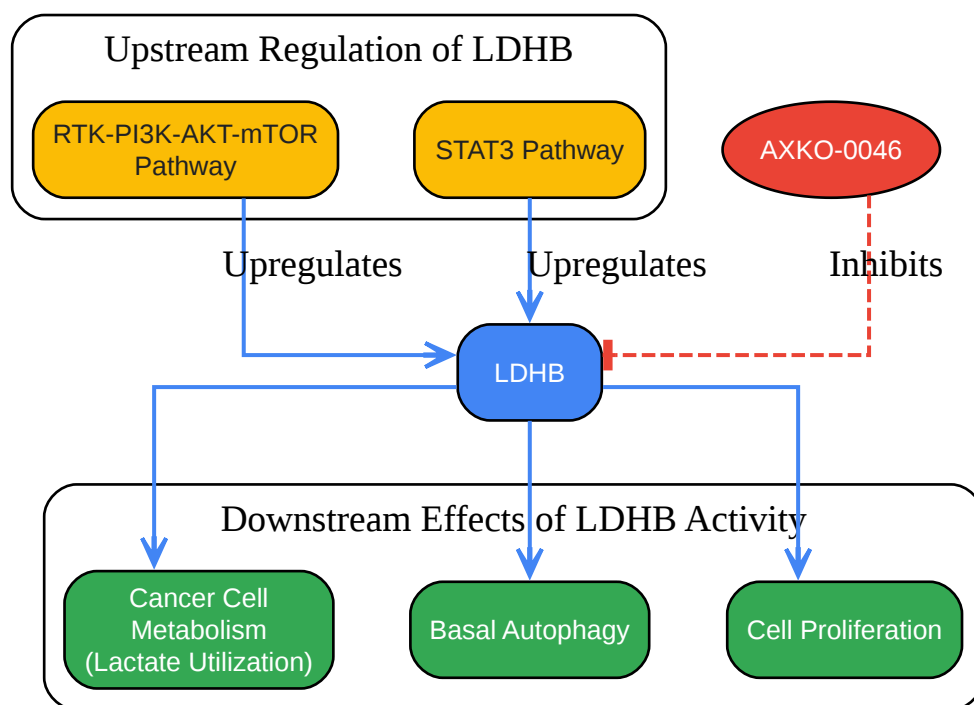 Upstream Regulation of LDHB
RTK-PI3K-AKT-mTOR
Pathway
STAT3 Pathway
AXKO-0046
Upregulates
Upregulates
Inhibits
LDHB
Downstream Effects of LDHB Activity
Cancer Cell
Metabolism
(Lactate Utilization)
Basal Autophagy
Cell Proliferation